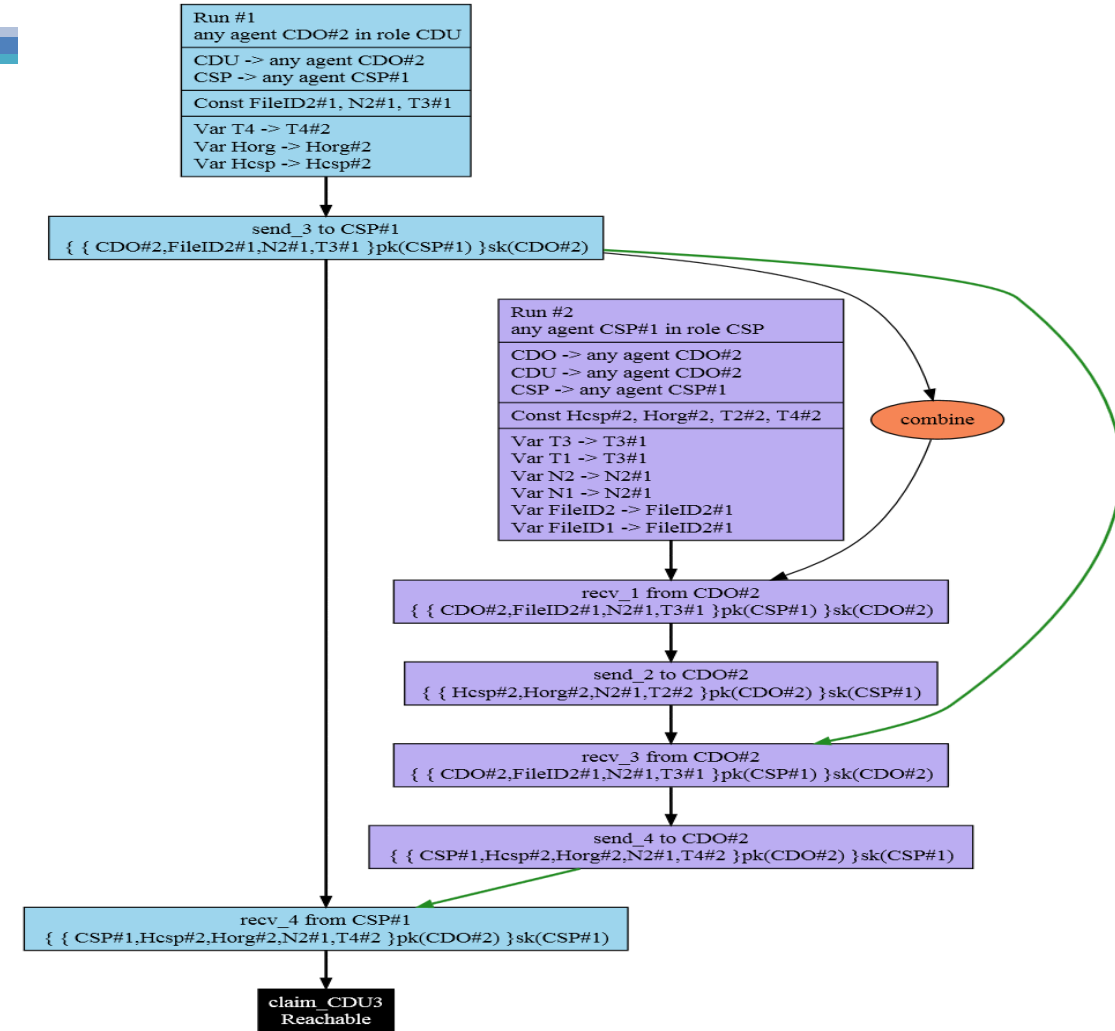 Run #1
any agent CDO#2 in role CDU
CDU -> any agent CDO#2
CSP -> any agent CSP#1
Const FileID2#1, N2#1, T3#1
Var T4 -> T4#2
Var Horg -> Horg#2
Var Hcsp -> Hcsp#2
send_3 to CSP#1
{ { CDO#2,FileID2#1,N2#1,T3#1 }pk(CSP#1) }sk(CDO#2)
Run #2
any agent CSP#1 in role CSP
CDO -> any agent CDO#2
CDU -> any agent CDO#2
CSP -> any agent CSP#1
Const Hcsp#2, Horg#2, T2#2, T4#2
Var T3 -> T3#1
Var T1 -> T3#1
Var N2 -> N2#1
Var N1 -> N2#1
Var FileID2 -> FileID2#1
Var FileID1 -> FileID2#1
combine
recv_1 from CDO#2
{ { CDO#2,FileID2#1,N2#1,T3#1 }pk(CSP#1) }sk(CDO#2)
send_2 to CDO#2
{ { Hcsp#2,Horg#2,N2#1,T2#2 }pk(CDO#2) }sk(CSP#1)
recv_3 from CDO#2
{ { CDO#2,FileID2#1,N2#1,T3#1 }pk(CSP#1) }sk(CDO#2)
send_4 to CDO#2
{ { CSP#1,Hcsp#2,Horg#2,N2#1,T4#2 }pk(CDO#2) }sk(CSP#1)
recv_4 from CSP#1
{ { CSP#1,Hcsp#2,Horg#2,N2#1,T4#2 }pk(CDO#2) }sk(CSP#1)
claim_CDU3
Reachable